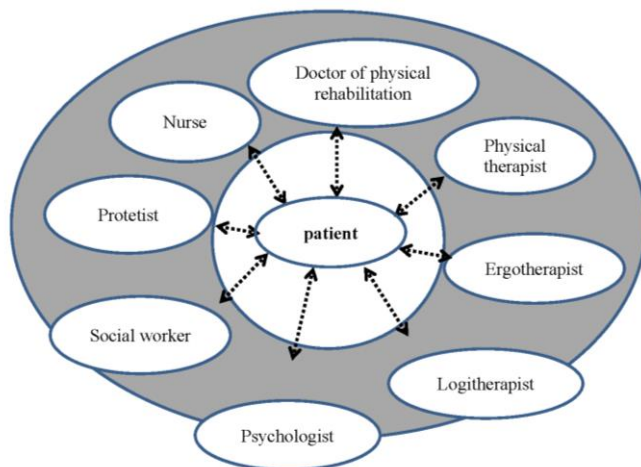 Doctor of physical
rehabilitation
Nurse
Physical
therapist
Protetist
patient
Ergotherapist
Social worker
Logitherapist
Psychologist